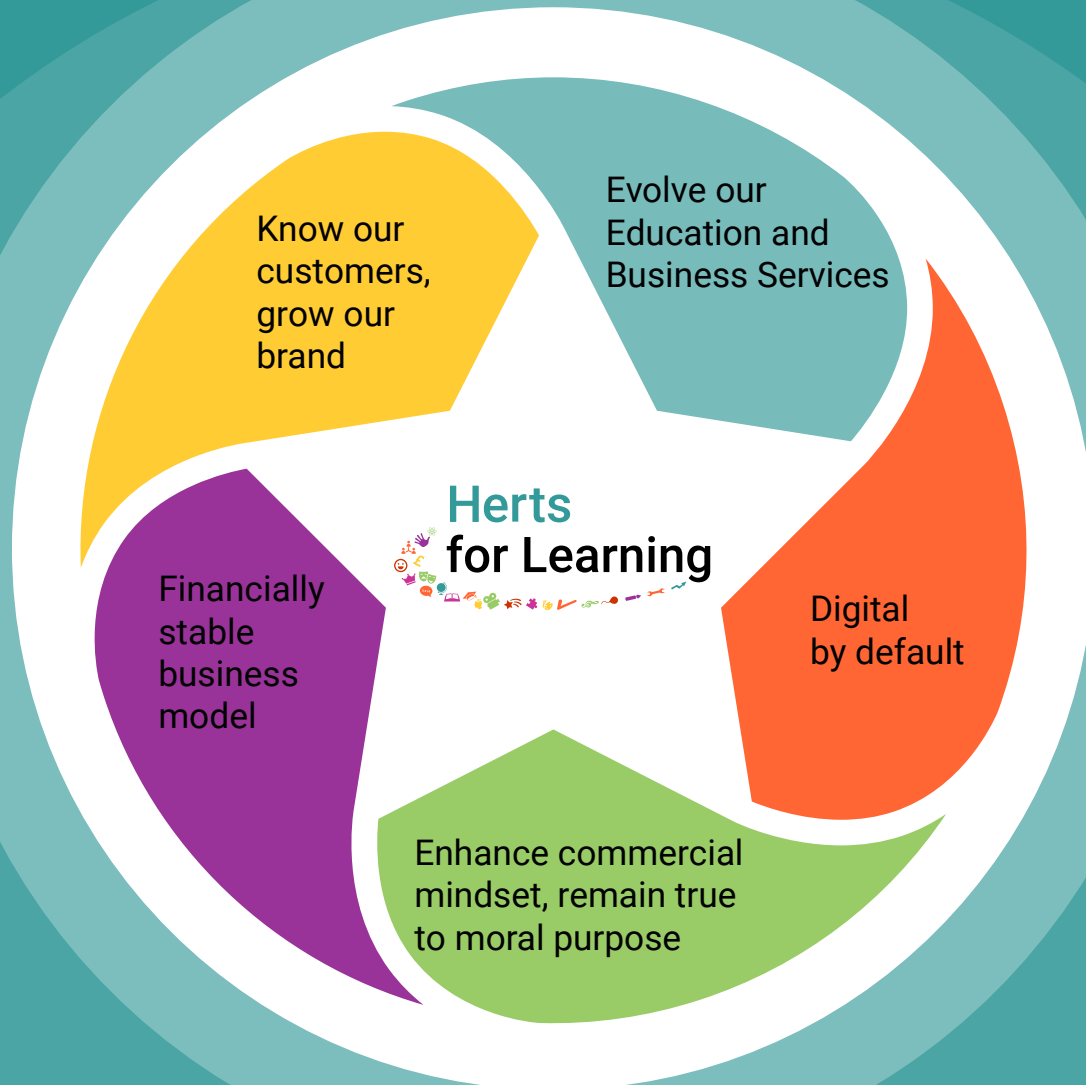 Evolve our
Education and
Business Services
Know our
customers,
grow our
brand
Herts
for Learning
Financially
stable
business
model
Digital
by default
Enhance commercial
mindset, remain true
to moral purpose